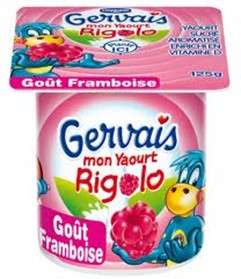 Gervais
mon Yaourt
Rigolo
ICI
YAOURT
SUCRÉ
AROMATISÉ
ENRICHI EN
VITAMINE D
Goût Framboise
125g
Gervais
mon Yaourt
Rigolo
Goût
Framboise